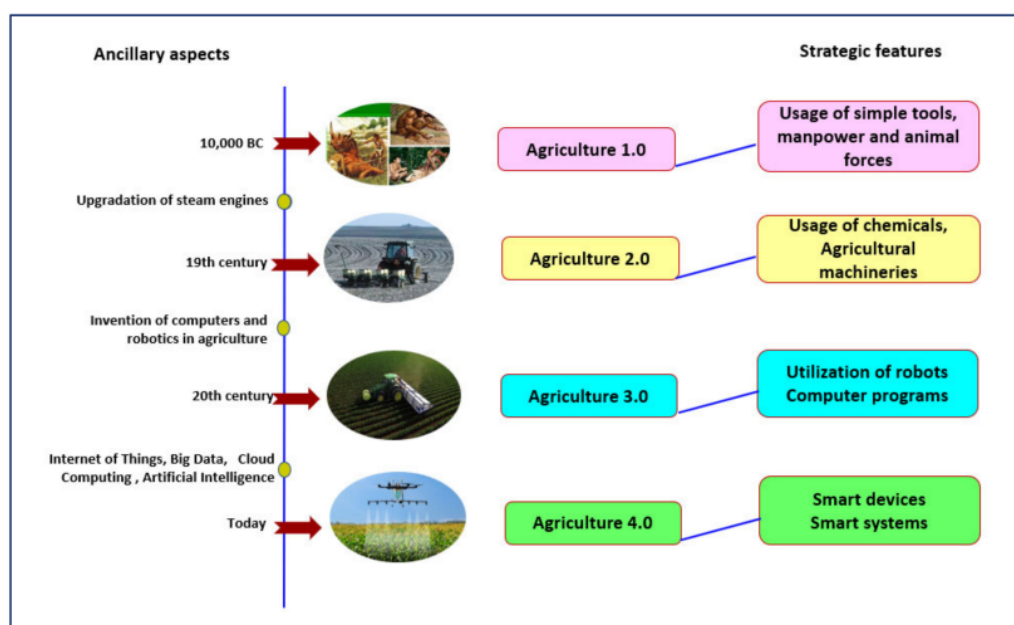 Ancillary aspects
Strategic features
10,000 BC
Agriculture 1.0
Usage of simple tools,
manpower and animal
forces
Upgradation of steam engines
19th century
Agriculture 2.0
Usage of chemicals,
Agricultural
machineries
Invention of computers and
robotics in agriculture
20th century
Agriculture 3.0
Utilization of robots
Computer programs
Internet of Things, Big Data, Cloud
Computing , Artificial Intelligence
Today
Agriculture 4.0
Smart devices
Smart systems